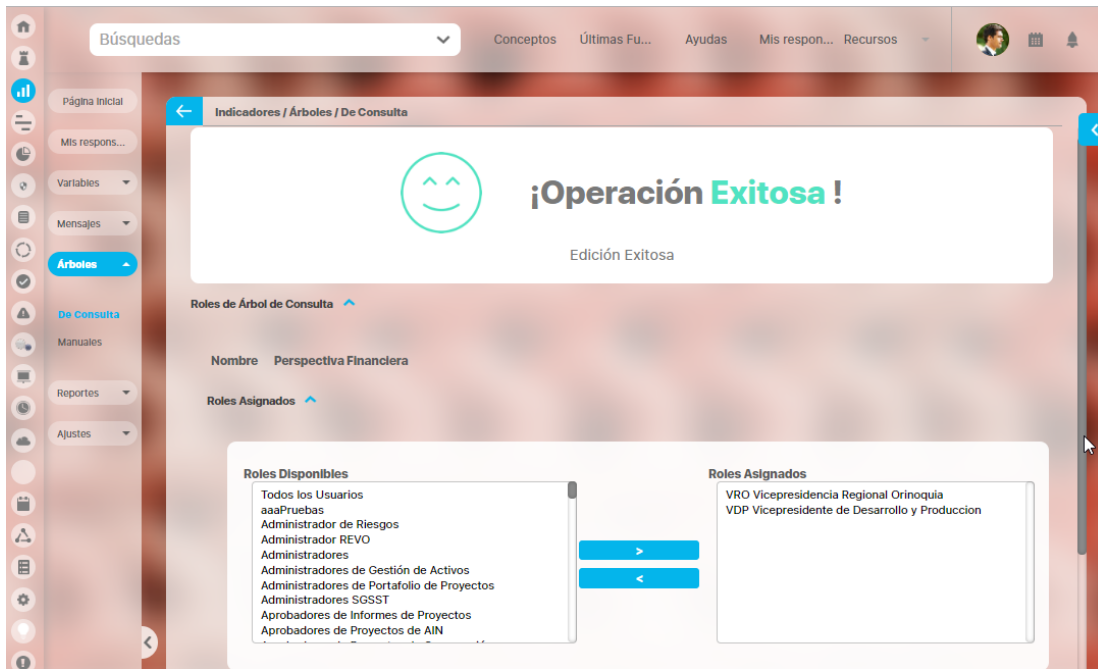 Búsquedas
Conceptos
Últimas Fu...
Ayudas
Mis respon...
Recursos
Página Inicial
Mis respons...
Variables
Mensajes
Árboles
De Consulta
Manuales
Reportes
Ajustes
Indicadores / Árboles / De Consulta
¡Operación Exitosa !
Edición Exitosa
Roles de Árbol de Consulta
Nombre Perspectiva Financiera
Roles Asignados
Roles Disponibles
Todos los Usuarios
aaaPruebas
Administrador de Riesgos
Administrador REVO
Administradores
Administradores de Gestión de Activos
Administradores de Portafolio de Proyectos
Administradores SGSST
Aprobadores de Informes de Proyectos
Aprobadores de Proyectos de AIN
>
<
Roles Asignados
VRO Vicepresidencia Regional Orinoquia
VDP Vicepresidente de Desarrollo y Produccion